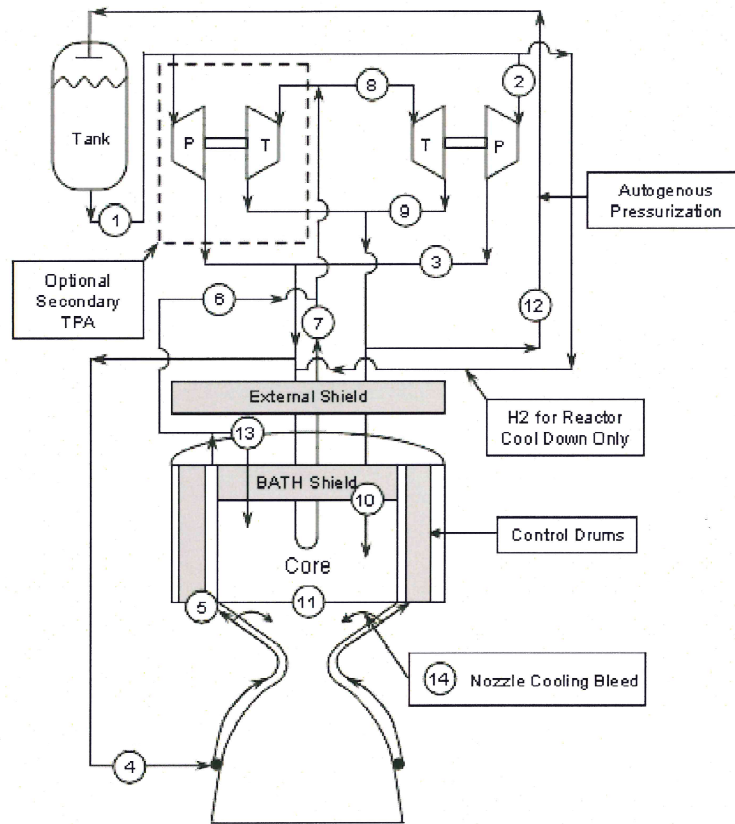 8
2
Tank
P
T
T
P
Autogenous
Pressurization
1
9
3
Optional
Secondary
TPA
6
12
7
External Shield
H2 for Reactor
Cool Down Only
13
BATH Shield
10
Control Drums
Core
5
11
14 Nozzle Cooling Bleed
4